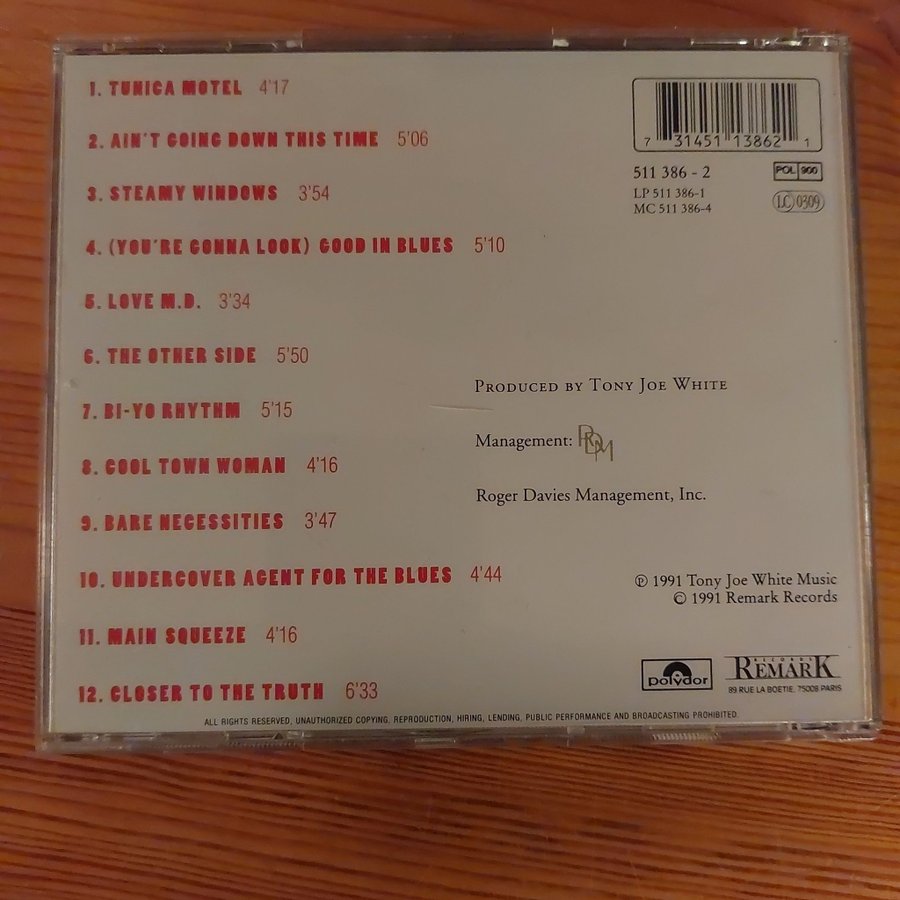 1. TUNICA MOTEL 4'17
2. AIN'T GOING DOWN THIS TIME 5'06
3. STEAMY WINDOWS 3'54
4. (YOU'RE GONNA LOOK) GOOD IN BLUES 5'10
5. LOVE M.D. 3'34
6. THE OTHER SIDE 5'50
7. BI-YO RHYTHM 5'15
8. COOL TOWN WOMAN 4'16
9. BARE NECESSITIES 3'47
10. UNDERCOVER AGENT FOR THE BLUES 4'44
11. MAIN SQUEEZE 4'16
12. CLOSER TO THE TRUTH 6'33
7 31451 13862 1
511 386 - 2
LP 511 386-1
MC 511 386-4
POL 900
LC 0309
PRODUCED BY TONY JOE WHITE
Management: RDM
Roger Davies Management, Inc.
℗ 1991 Tony Joe White Music
© 1991 Remark Records
polydor
RECORDS
REMARK
89 RUE LA BOETIE, 75008 PARIS
ALL RIGHTS RESERVED, UNAUTHORIZED COPYING, REPRODUCTION, HIRING, LENDING, PUBLIC PERFORMANCE AND BROADCASTING PROHIBITED.